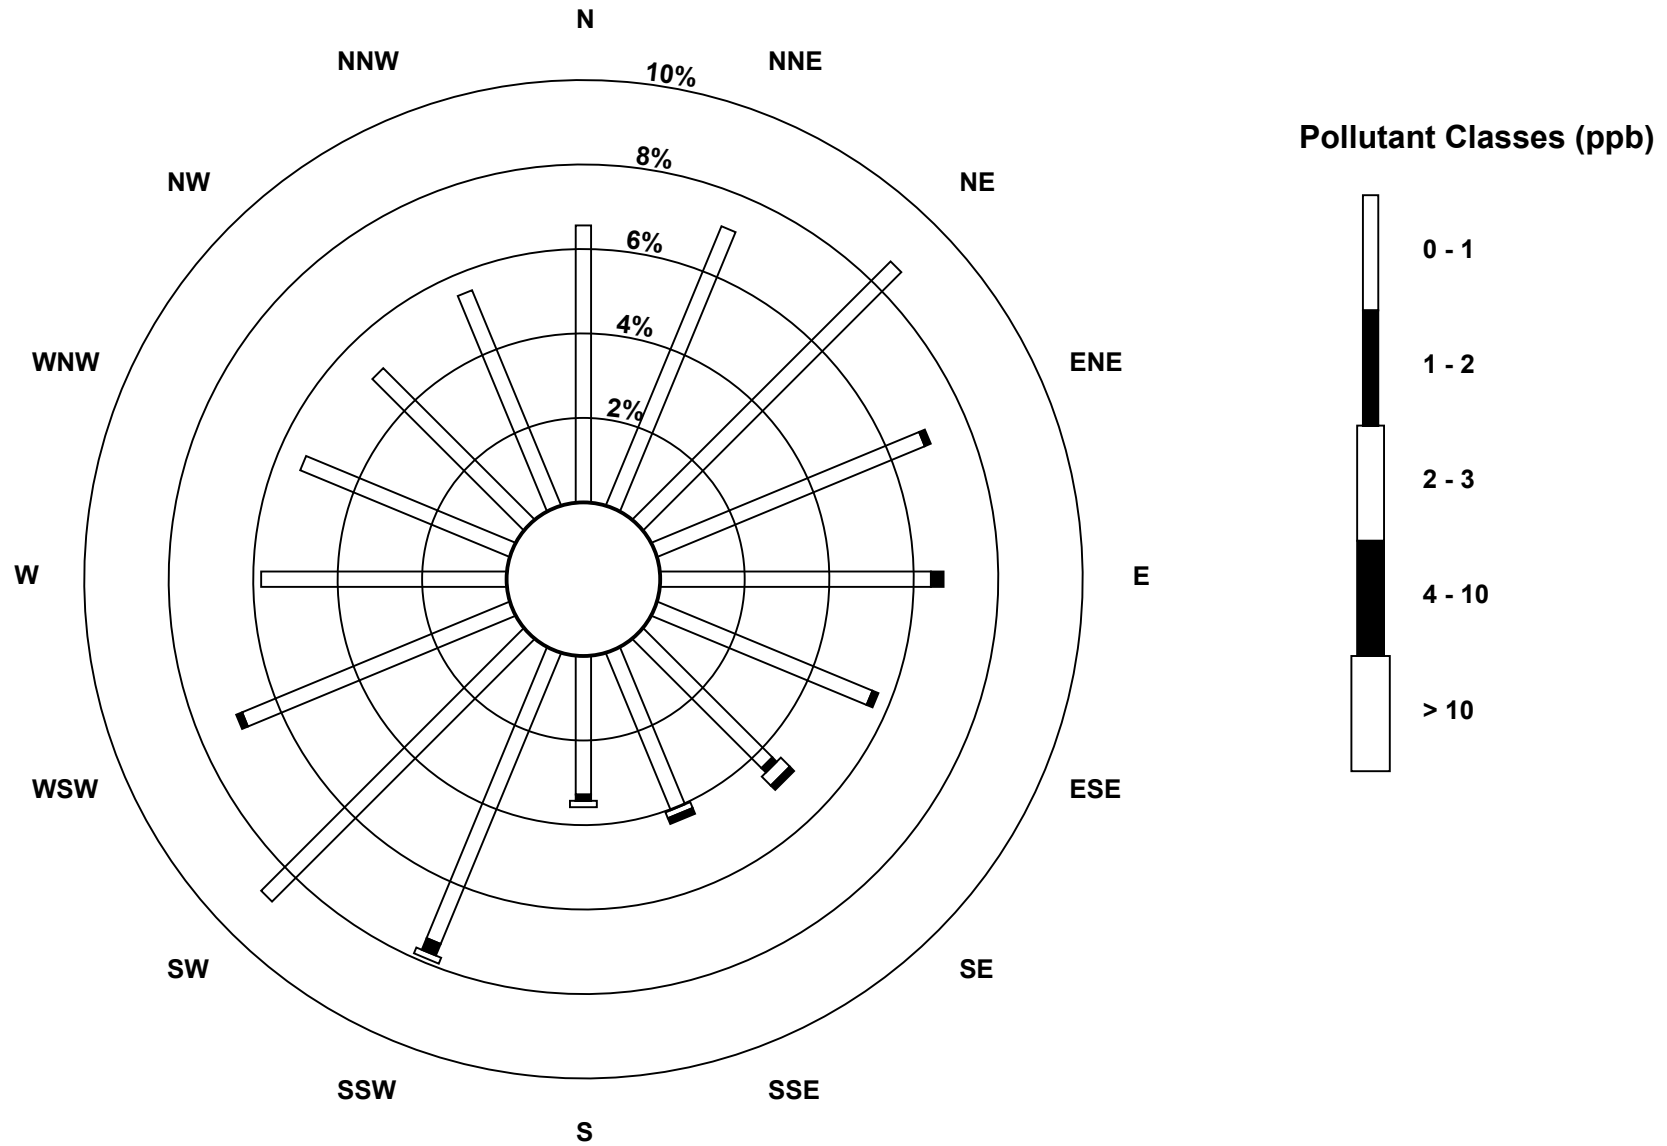 N
NNW
NNE
10%
Pollutant Classes (ppb)
8%
NW
NE
0 - 1
6%
4%
WNW
ENE
1 - 2
2%
2 - 3
W
E
4 - 10
> 10
WSW
ESE
SW
SE
SSW
SSE
S